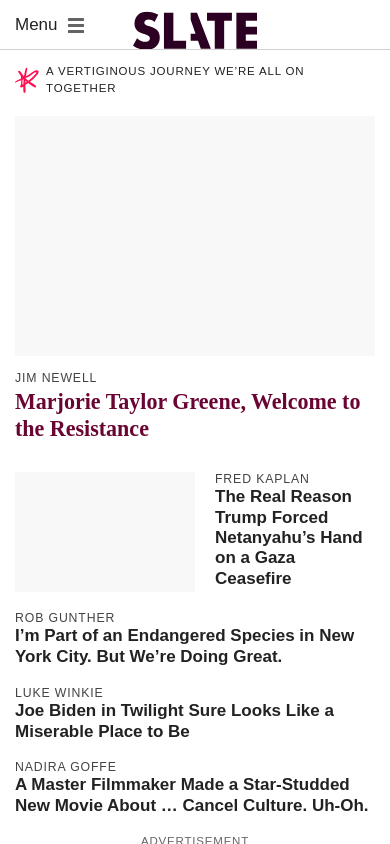 Menu
SLATE
A VERTIGINOUS JOURNEY WE’RE ALL ON
TOGETHER
JIM NEWELL
Marjorie Taylor Greene, Welcome to
the Resistance
FRED KAPLAN
The Real Reason
Trump Forced
Netanyahu’s Hand
on a Gaza
Ceasefire
ROB GUNTHER
I’m Part of an Endangered Species in New
York City. But We’re Doing Great.
LUKE WINKIE
Joe Biden in Twilight Sure Looks Like a
Miserable Place to Be
NADIRA GOFFE
A Master Filmmaker Made a Star-Studded
New Movie About … Cancel Culture. Uh-Oh.
ADVERTISEMENT